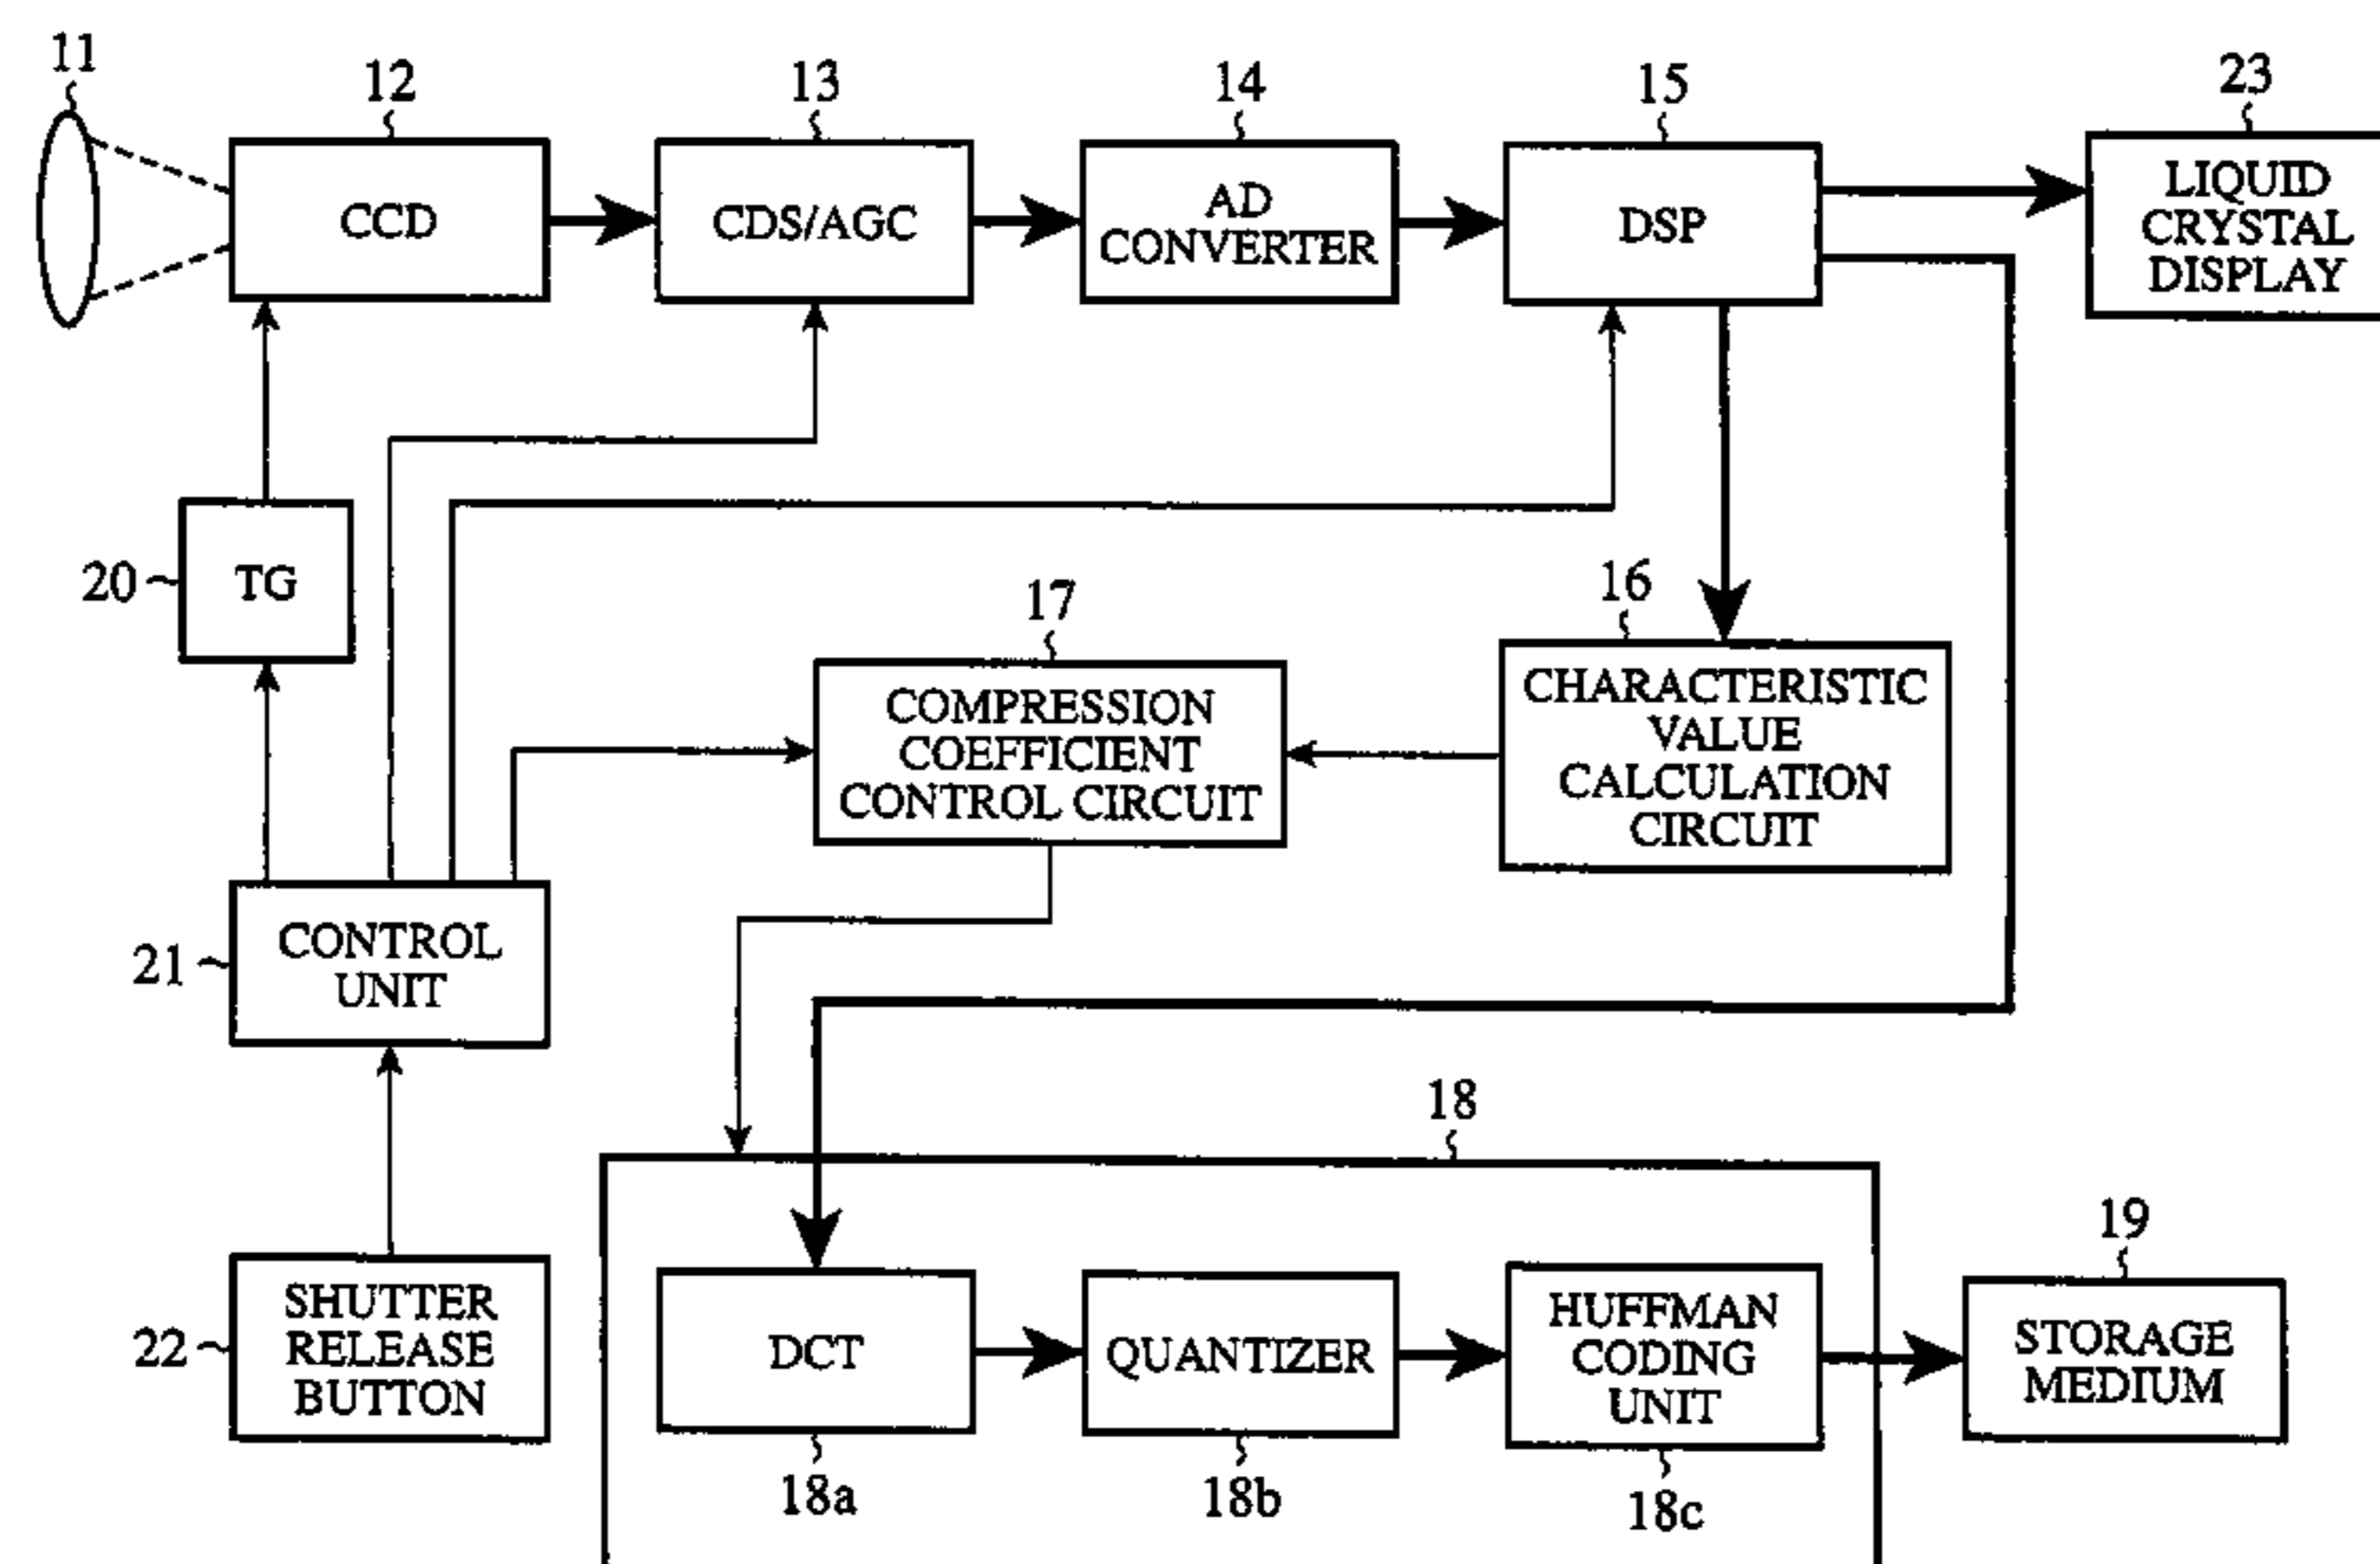 11
12
13
14
15
23
CCD
CDS/AGC
AD
CONVERTER
DSP
LIQUID
CRYSTAL
DISPLAY
20
TG
17
16
COMPRESSION
COEFFICIENT
CONTROL CIRCUIT
CHARACTERISTIC
VALUE
CALCULATION
CIRCUIT
21
CONTROL
UNIT
18
19
22
SHUTTER
RELEASE
BUTTON
DCT
QUANTIZER
HUFFMAN
CODING
UNIT
STORAGE
MEDIUM
18a
18b
18c